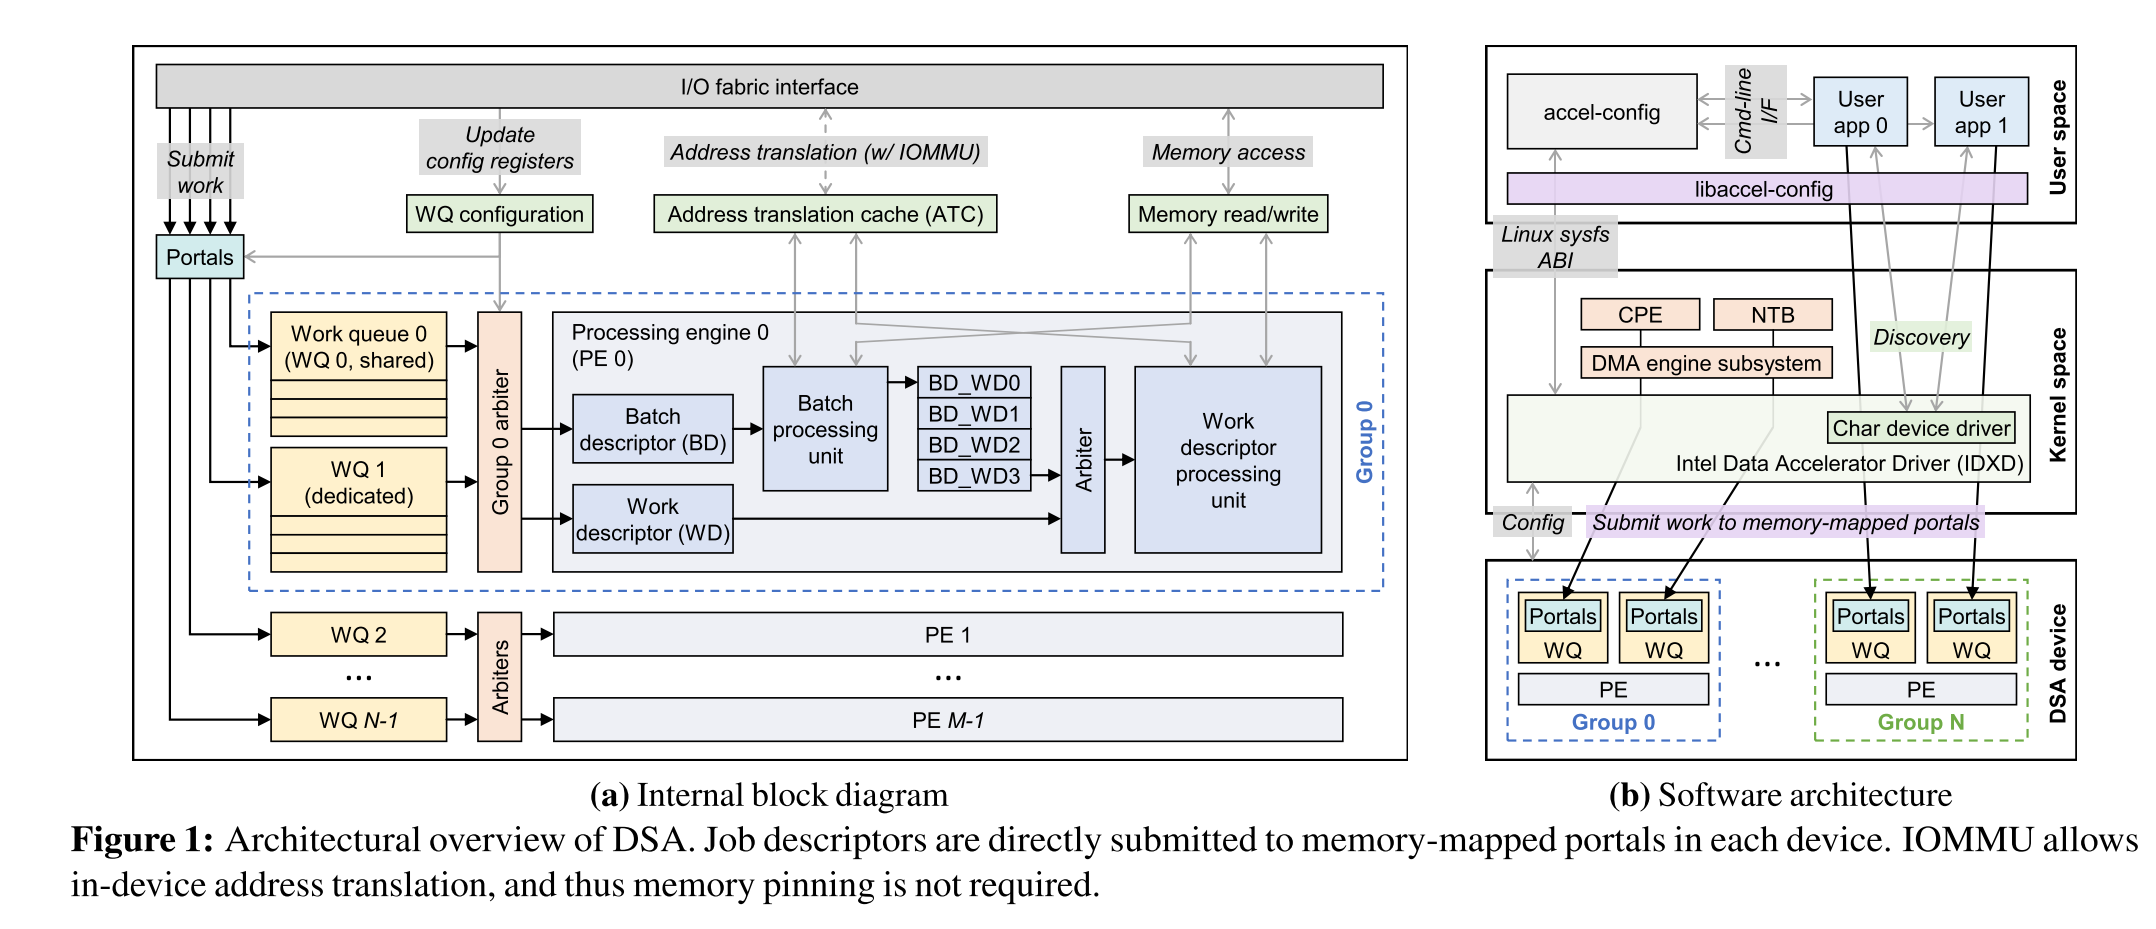 I/O fabric interface
Submit
work
Update
config registers
Address translation (w/ IOMMU)
Memory access
WQ configuration
Address translation cache (ATC)
Memory read/write
Portals
Work queue 0
(WQ 0, shared)
WQ 1
(dedicated)
Group 0 arbiter
Processing engine 0
(PE 0)
Batch
descriptor (BD)
Work
descriptor (WD)
Batch
processing
unit
BD_WD0
BD_WD1
BD_WD2
BD_WD3
Arbiter
Work
descriptor
processing
unit
Group 0
WQ 2
...
WQ N-1
Arbiters
PE 1
...
PE M-1
(a) Internal block diagram
accel-config
Cmd-line
I/F
User
app 0
User
app 1
User space
libaccel-config
Linux sysfs
ABI
CPE
NTB
DMA engine subsystem
Discovery
Char device driver
Intel Data Accelerator Driver (IDXD)
Kernel space
Config
Submit work to memory-mapped portals
Portals
WQ
Portals
WQ
PE
Group 0
...
Portals
WQ
Portals
WQ
PE
Group N
DSA device
(b) Software architecture
Figure 1: Architectural overview of DSA. Job descriptors are directly submitted to memory-mapped portals in each device. IOMMU allows
in-device address translation, and thus memory pinning is not required.